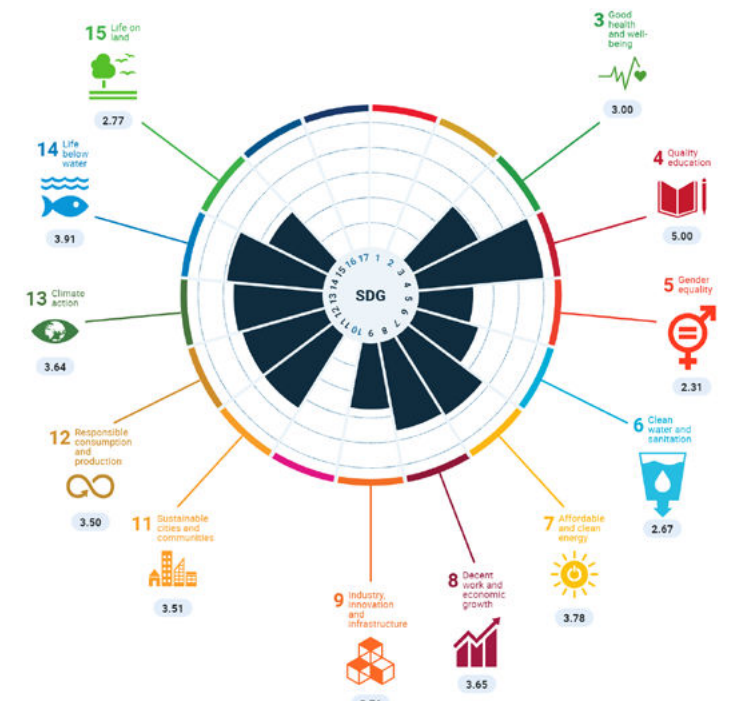 3 Good
health
and well-
being
3.00
4 Quality
education
5.00
5 Gender
equality
2.31
6 Clean
water and
sanitation
2.67
7 Affordable
and clean
energy
3.78
8 Decent
work and
economic
growth
3.65
9 Industry,
innovation
and
infrastructure
11 Sustainable
cities and
communities
3.51
12 Responsible
consumption
and
production
3.50
13 Climate
action
3.64
14 Life
below
water
3.91
15 Life on
land
2.77
SDG
1
2
3
4
5
6
7
8
9
10
11
12
13
14
15
16
17